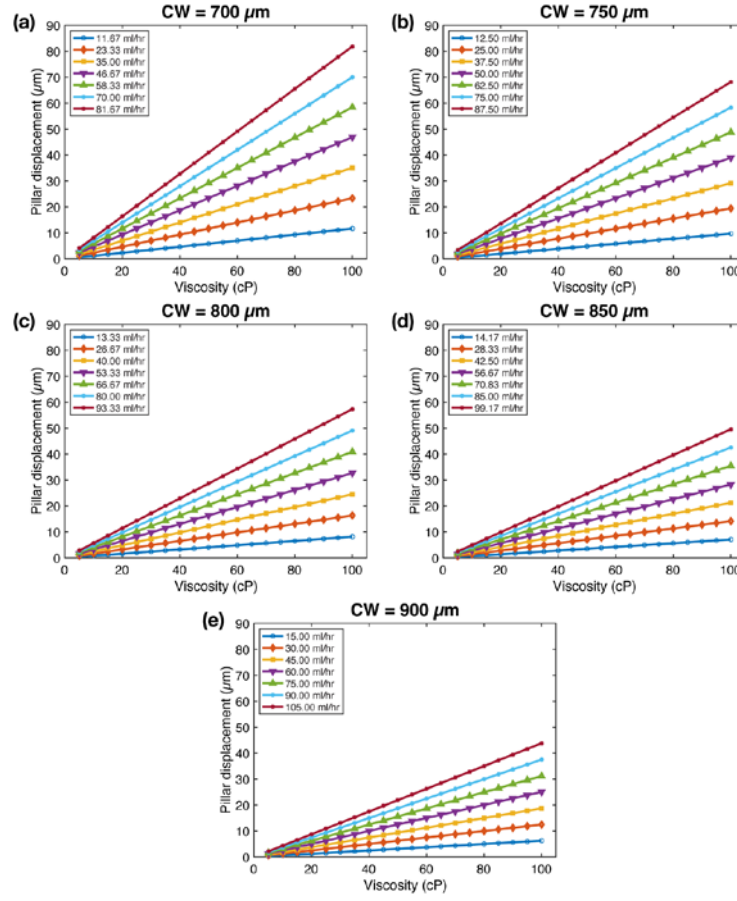 (a)
CW = 700 μm
90
80
70
60
50
40
30
20
10
0
Pillar displacement (μm)
11.67 ml/hr
23.33 ml/hr
35.00 ml/hr
46.67 ml/hr
58.33 ml/hr
70.00 ml/hr
81.67 ml/hr
0 20 40 60 80 100
Viscosity (cP)
(b)
CW = 750 μm
90
80
70
60
50
40
30
20
10
0
Pillar displacement (μm)
12.50 ml/hr
25.00 ml/hr
37.50 ml/hr
50.00 ml/hr
62.50 ml/hr
75.00 ml/hr
87.50 ml/hr
0 20 40 60 80 100
Viscosity (cP)
(c)
CW = 800 μm
90
80
70
60
50
40
30
20
10
0
Pillar displacement (μm)
13.33 ml/hr
26.67 ml/hr
40.00 ml/hr
53.33 ml/hr
66.67 ml/hr
80.00 ml/hr
93.33 ml/hr
0 20 40 60 80 100
Viscosity (cP)
(d)
CW = 850 μm
90
80
70
60
50
40
30
20
10
0
Pillar displacement (μm)
14.17 ml/hr
28.33 ml/hr
42.50 ml/hr
56.67 ml/hr
70.83 ml/hr
85.00 ml/hr
99.17 ml/hr
0 20 40 60 80 100
Viscosity (cP)
(e)
CW = 900 μm
90
80
70
60
50
40
30
20
10
0
Pillar displacement (μm)
15.00 ml/hr
30.00 ml/hr
45.00 ml/hr
60.00 ml/hr
75.00 ml/hr
90.00 ml/hr
105.00 ml/hr
0 20 40 60 80 100
Viscosity (cP)